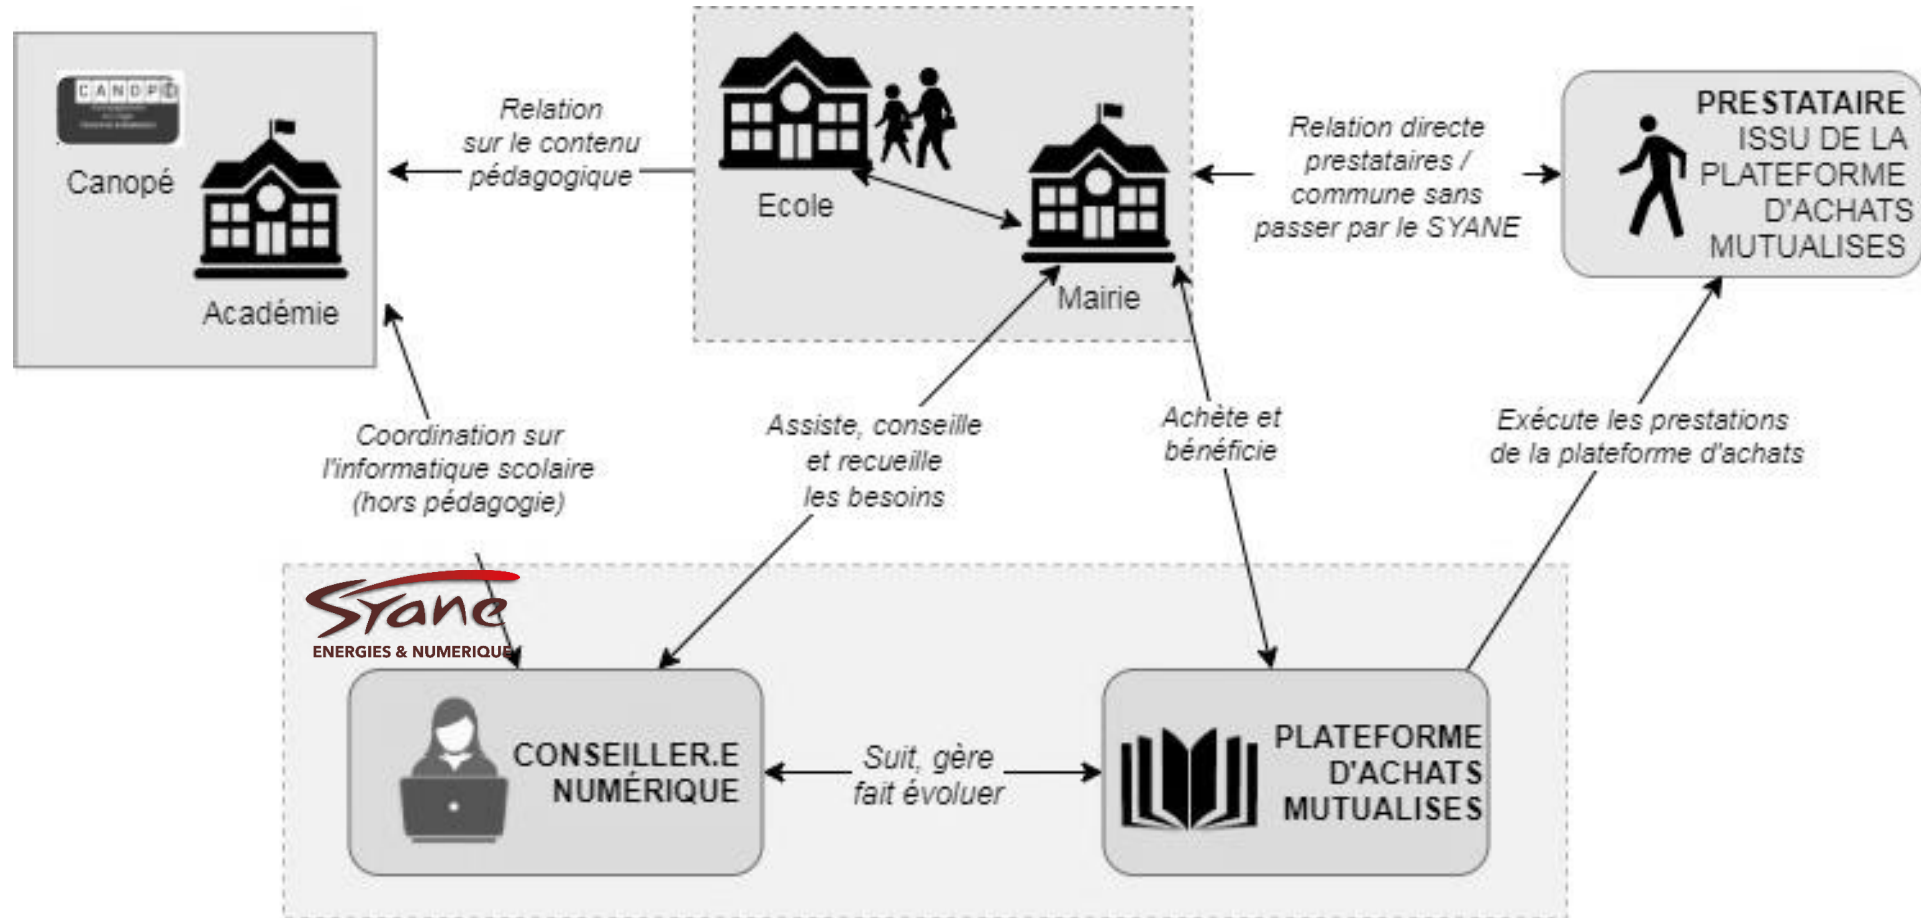 CANOPÉ
Canopé
Académie
Relation
sur le contenu
pédagogique
Ecole
Mairie
Relation directe
prestataires /
commune sans
passer par le SYANE
PRESTATAIRE
ISSU DE LA
PLATEFORME
D'ACHATS
MUTUALISES
Coordination sur
l'informatique scolaire
(hors pédagogie)
Assiste, conseille
et recueille
les besoins
Achète et
bénéficie
Exécute les prestations
de la plateforme d'achats
Syane
ENERGIES & NUMERIQUE
CONSEILLER.E
NUMÉRIQUE
Suit, gère
fait évoluer
PLATEFORME
D'ACHATS
MUTUALISES